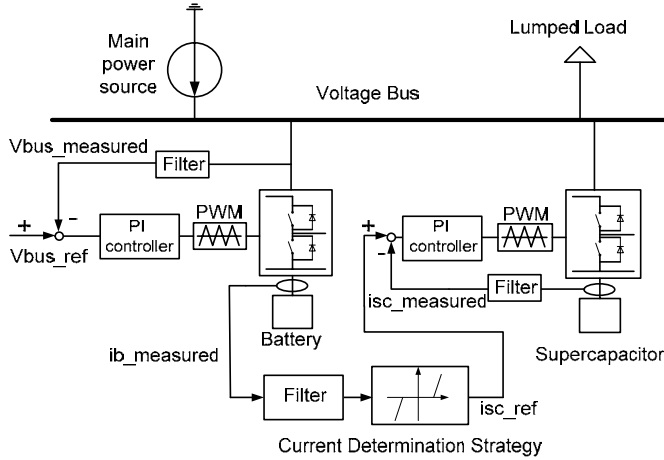 Main
power
source
Lumped Load
Voltage Bus
Vbus_measured
Filter
+
-
Vbus_ref
PI
controller
PWM
+
-
PI
controller
PWM
isc_measured
Filter
Battery
Supercapacitor
ib_measured
Filter
isc_ref
Current Determination Strategy